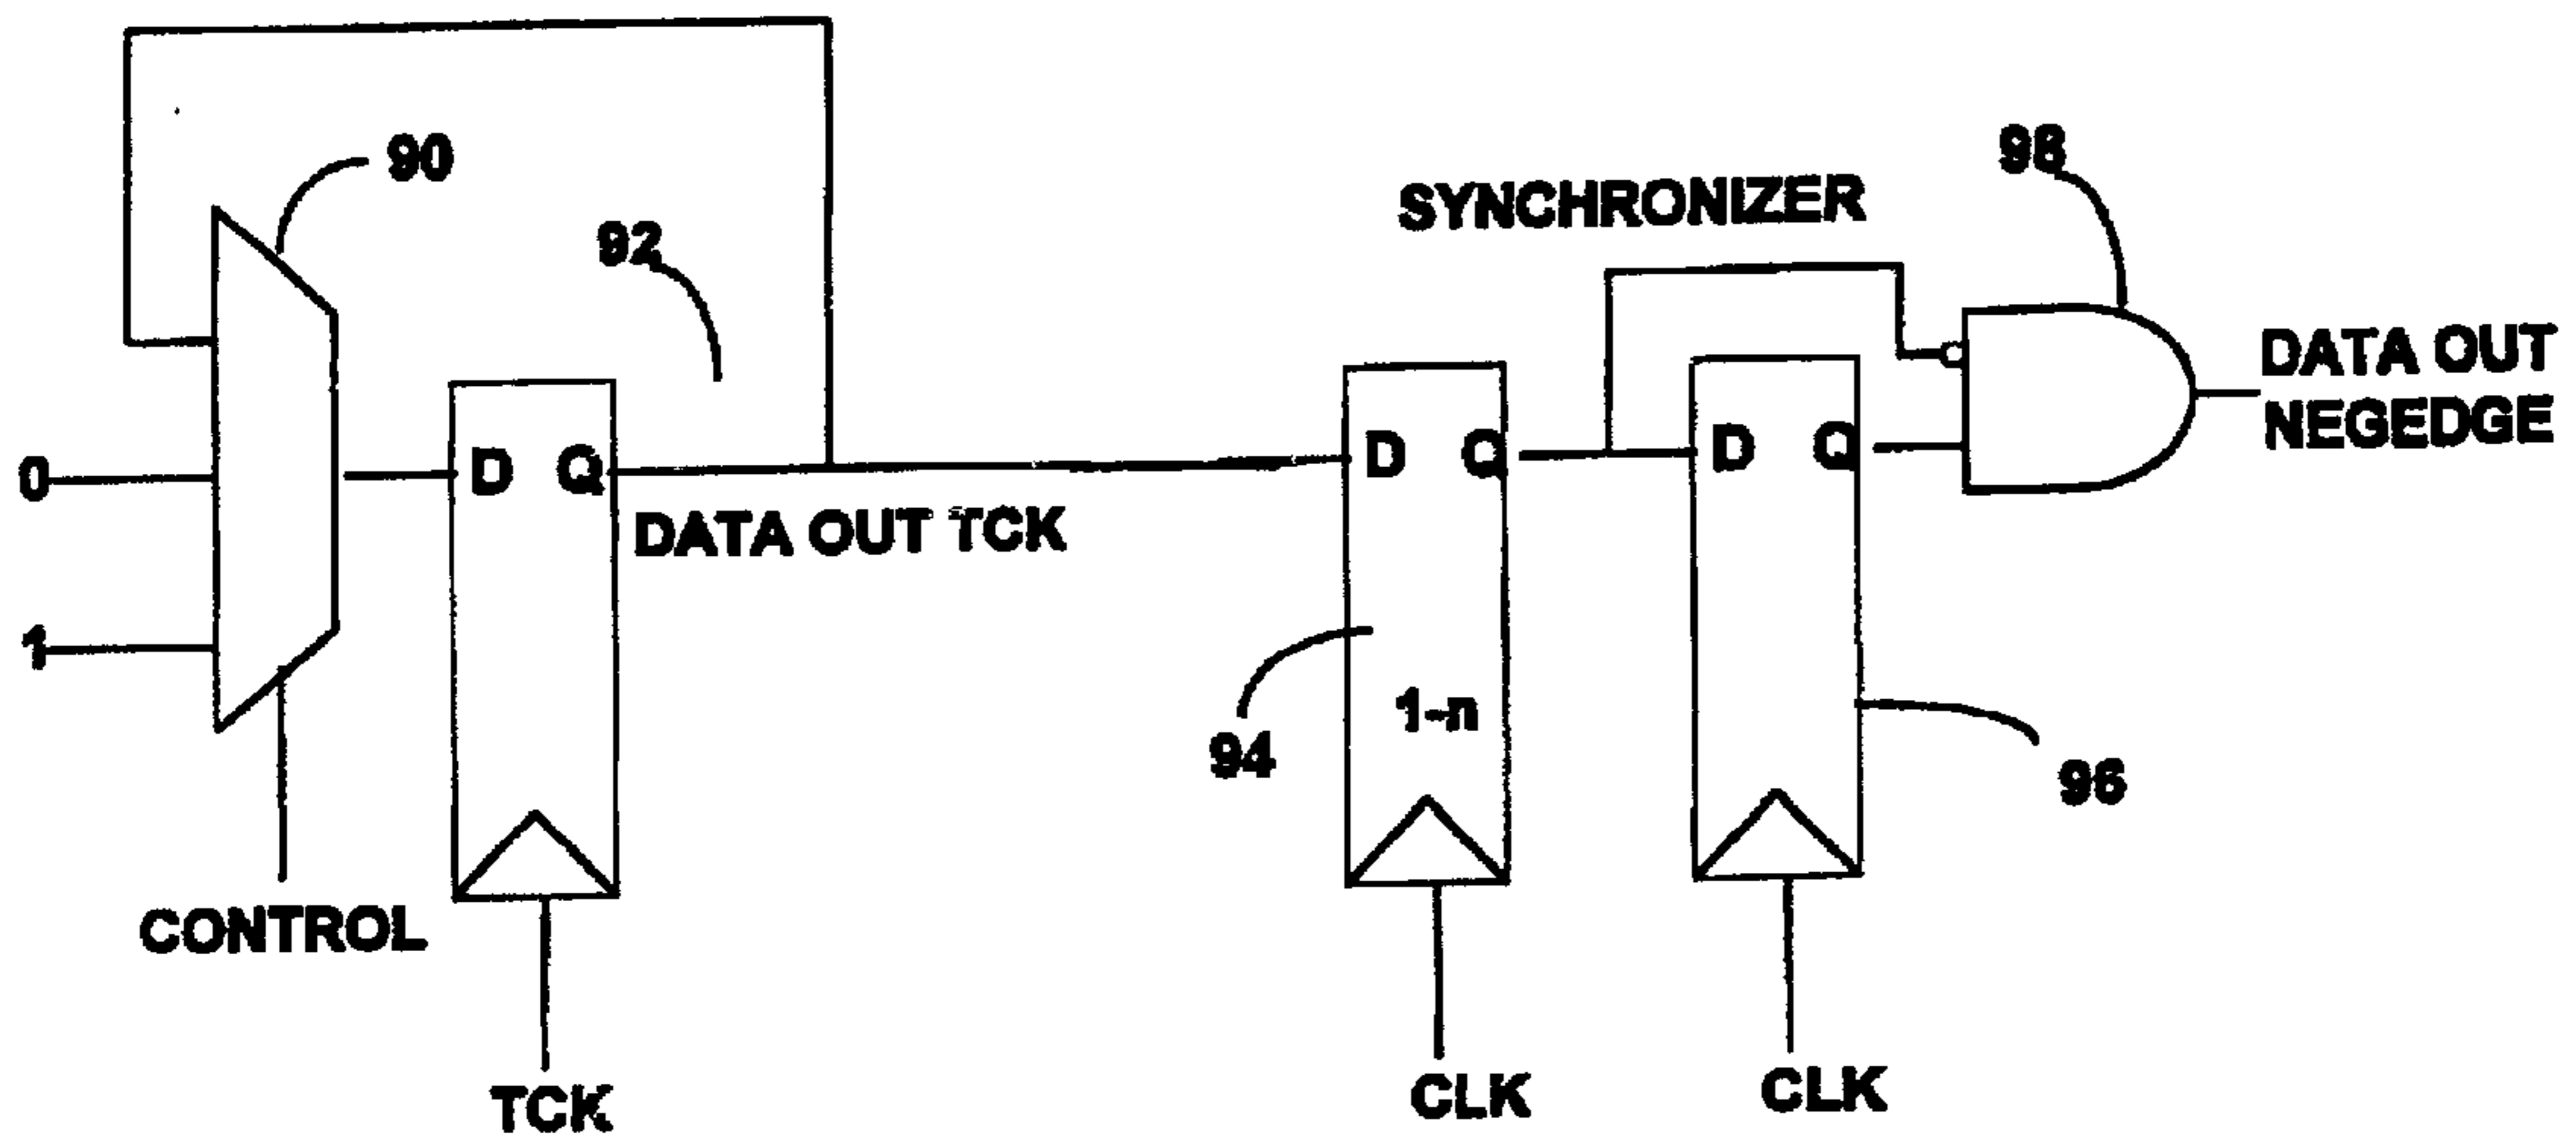 90
98
SYNCHRONIZER
92
DATA OUT
NEGEDGE
0
D Q
D Q
D Q
DATA OUT TCK
1
1-n
94
96
CONTROL
TCK
CLK
CLK